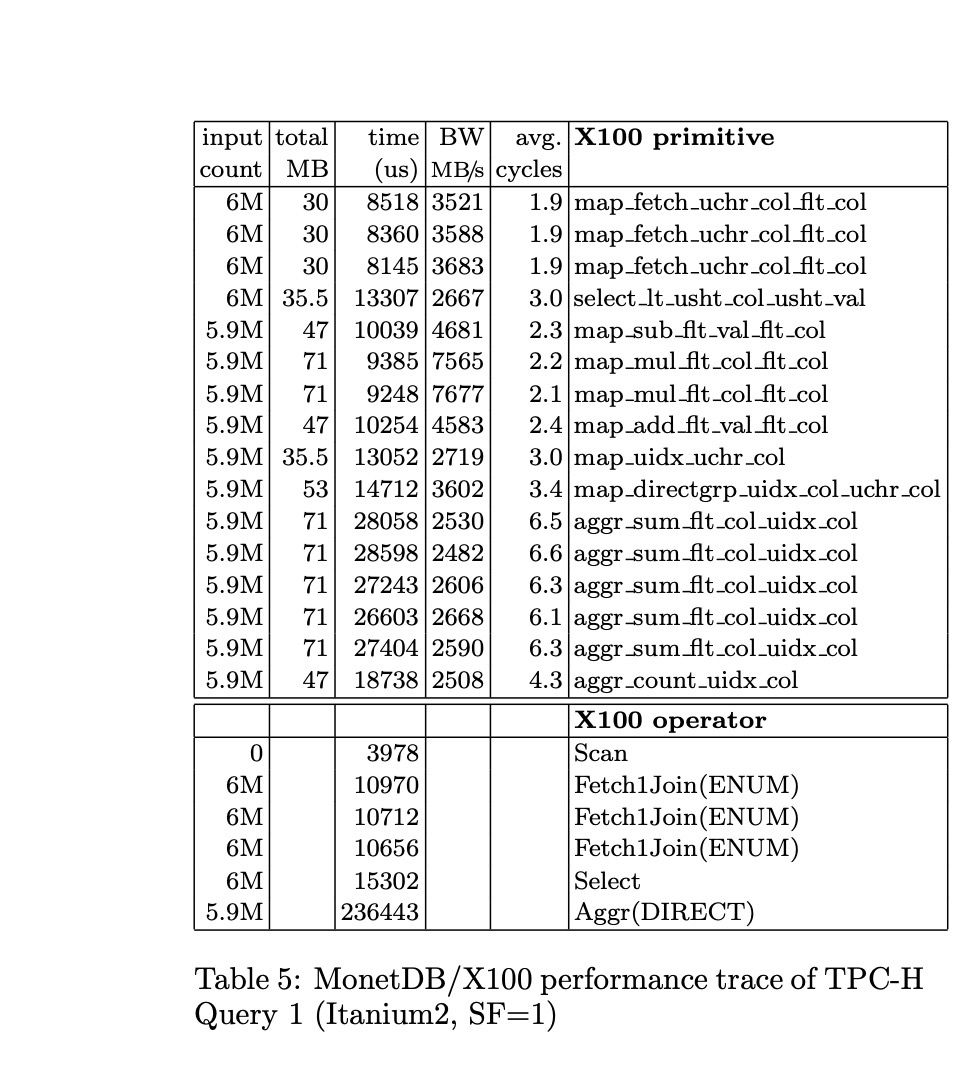 input total time BW avg. X100 primitive
count MB (us) MB/s cycles
6M 30 8518 3521 1.9 map_fetch_uchr_col_flt_col
6M 30 8360 3588 1.9 map_fetch_uchr_col_flt_col
6M 30 8145 3683 1.9 map_fetch_uchr_col_flt_col
6M 35.5 13307 2667 3.0 select_lt_usht_col_usht_val
5.9M 47 10039 4681 2.3 map_sub_flt_val_flt_col
5.9M 71 9385 7565 2.2 map_mul_flt_col_flt_col
5.9M 71 9248 7677 2.1 map_mul_flt_col_flt_col
5.9M 47 10254 4583 2.4 map_add_flt_val_flt_col
5.9M 35.5 13052 2719 3.0 map_uidx_uchr_col
5.9M 53 14712 3602 3.4 map_directgrp_uidx_col_uchr_col
5.9M 71 28058 2530 6.5 aggr_sum_flt_col_uidx_col
5.9M 71 28598 2482 6.6 aggr_sum_flt_col_uidx_col
5.9M 71 27243 2606 6.3 aggr_sum_flt_col_uidx_col
5.9M 71 26603 2668 6.1 aggr_sum_flt_col_uidx_col
5.9M 71 27404 2590 6.3 aggr_sum_flt_col_uidx_col
5.9M 47 18738 2508 4.3 aggr_count_uidx_col
X100 operator
0 3978 Scan
6M 10970 Fetch1Join(ENUM)
6M 10712 Fetch1Join(ENUM)
6M 10656 Fetch1Join(ENUM)
6M 15302 Select
5.9M 236443 Aggr(DIRECT)
Table 5: MonetDB/X100 performance trace of TPC-H
Query 1 (Itanium2, SF=1)